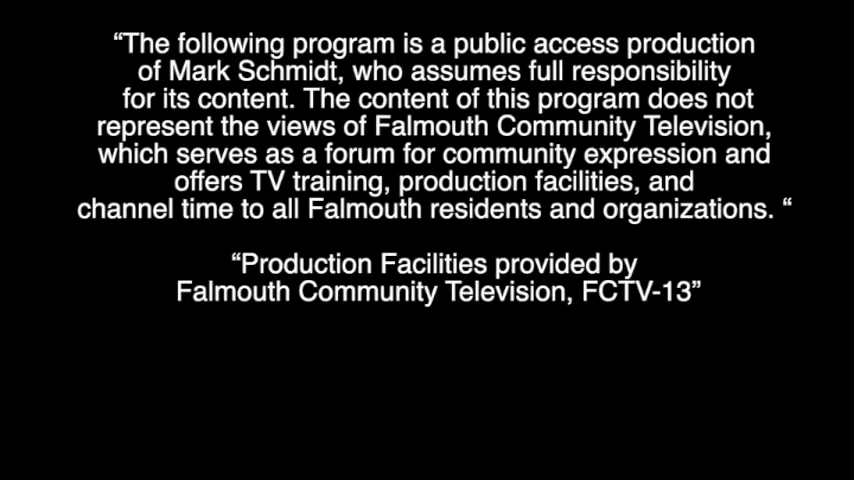 “The following program is a public access production
of Mark Schmidt, who assumes full responsibility
for its content. The content of this program does not
represent the views of Falmouth Community Television,
which serves as a forum for community expression and
offers TV training, production facilities, and
channel time to all Falmouth residents and organizations. “
“Production Facilities provided by
Falmouth Community Television, FCTV-13”